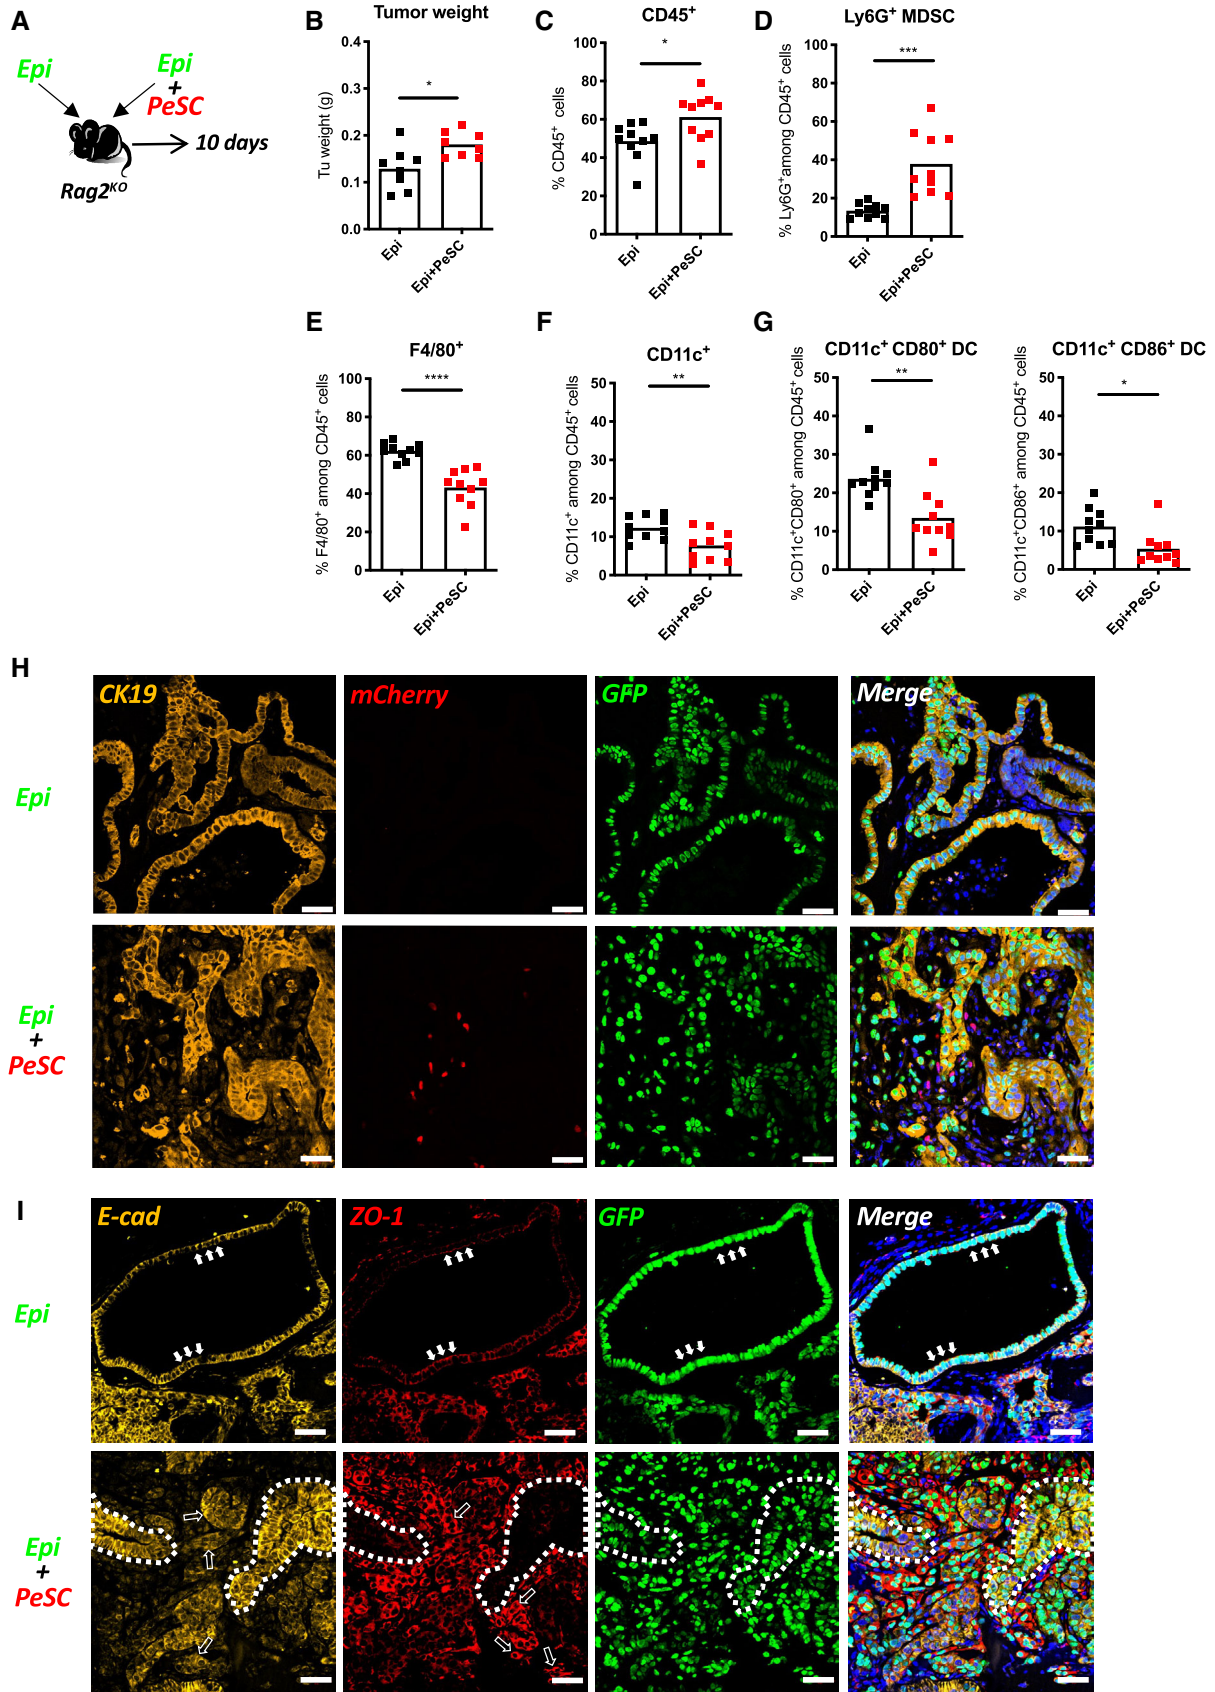 A
Epi
Epi
+
PeSC
10 days
Rag2KO
B
Tumor weight
Tu weight (g)
0.4
0.3
0.2
0.1
0.0
*
Epi
Epi+PeSC
C
CD45+
% CD45+ cells
100
80
60
40
20
0
*
Epi
Epi+PeSC
D
Ly6G+ MDSC
% Ly6G+among CD45+ cells
100
80
60
40
20
0
***
Epi
Epi+PeSC
E
F4/80+
% F4/80+ among CD45+ cells
100
80
60
40
20
0
****
Epi
Epi+PeSC
F
CD11c+
% CD11c+ among CD45+ cells
50
40
30
20
10
0
**
Epi
Epi+PeSC
G
CD11c+ CD80+ DC
% CD11c+CD80+ among CD45+ cells
50
40
30
20
10
0
**
Epi
Epi+PeSC
CD11c+ CD86+ DC
% CD11c+CD86+ among CD45+ cells
50
40
30
20
10
0
*
Epi
Epi+PeSC
H
CK19
mCherry
GFP
Merge
Epi
Epi
+
PeSC
I
E-cad
ZO-1
GFP
Merge
Epi
Epi
+
PeSC